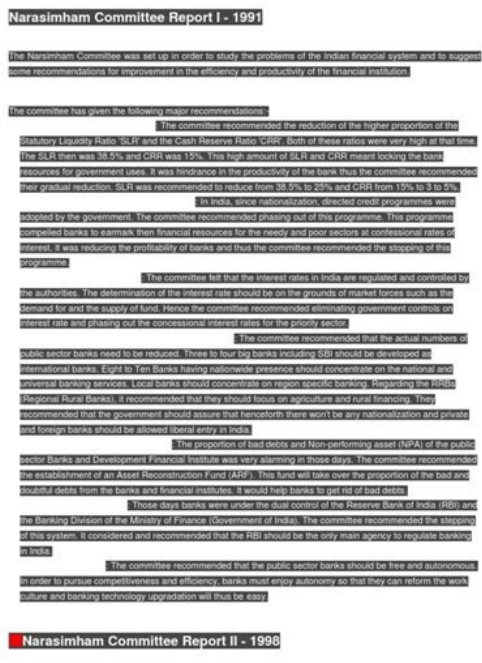 Narasimham Committee Report I - 1991
The Narsimham Committee was set up in order to study the problems of the Indian financial system and to suggest
some recommendations for improvement in the efficiency and productivity of the financial institution.
The committee has given the following major recommendations:-
: The committee recommended the reduction of the higher proportion of the
Statutory Liquidity Ratio 'SLR' and the Cash Reserve Ratio 'CRR'. Both of these ratios were very high at that time.
The SLR then was 38.5% and CRR was 15%. This high amount of SLR and CRR meant locking the bank
resources for government uses. It was hindrance in the productivity of the bank thus the committee recommended
their gradual reduction. SLR was recommended to reduce from 38.5% to 25% and CRR from 15% to 3 to 5%.
: In India, since nationalization, directed credit programmes were
adopted by the government. The committee recommended phasing out of this programme. This programme
compelled banks to earmark then financial resources for the needy and poor sectors at confessional rates of
interest. It was reducing the profitability of banks and thus the committee recommended the stopping of this
programme.
: The committee felt that the interest rates in India are regulated and controlled by
the authorities. The determination of the interest rate should be on the grounds of market forces such as the
demand for and the supply of fund. Hence the committee recommended eliminating government controls on
interest rate and phasing out the concessional interest rates for the priority sector.
: The committee recommended that the actual numbers of
public sector banks need to be reduced. Three to four big banks including SBI should be developed as
international banks. Eight to Ten Banks having nationwide presence should concentrate on the national and
universal banking services. Local banks should concentrate on region specific banking. Regarding the RRBs
(Regional Rural Banks), it recommended that they should focus on agriculture and rural financing. They
recommended that the government should assure that henceforth there won't be any nationalization and private
and foreign banks should be allowed liberal entry in India.
: The proportion of bad debts and Non-performing asset (NPA) of the public
sector Banks and Development Financial Institute was very alarming in those days. The committee recommended
the establishment of an Asset Reconstruction Fund (ARF). This fund will take over the proportion of the bad and
doubtful debts from the banks and financial institutes. It would help banks to get rid of bad debts.
: Those days banks were under the dual control of the Reserve Bank of India (RBI) and
the Banking Division of the Ministry of Finance (Government of India). The committee recommended the stepping
of this system. It considered and recommended that the RBI should be the only main agency to regulate banking
in India.
: The committee recommended that the public sector banks should be free and autonomous.
In order to pursue competitiveness and efficiency, banks must enjoy autonomy so that they can reform the work
culture and banking technology upgradation will thus be easy.
Narasimham Committee Report II - 1998